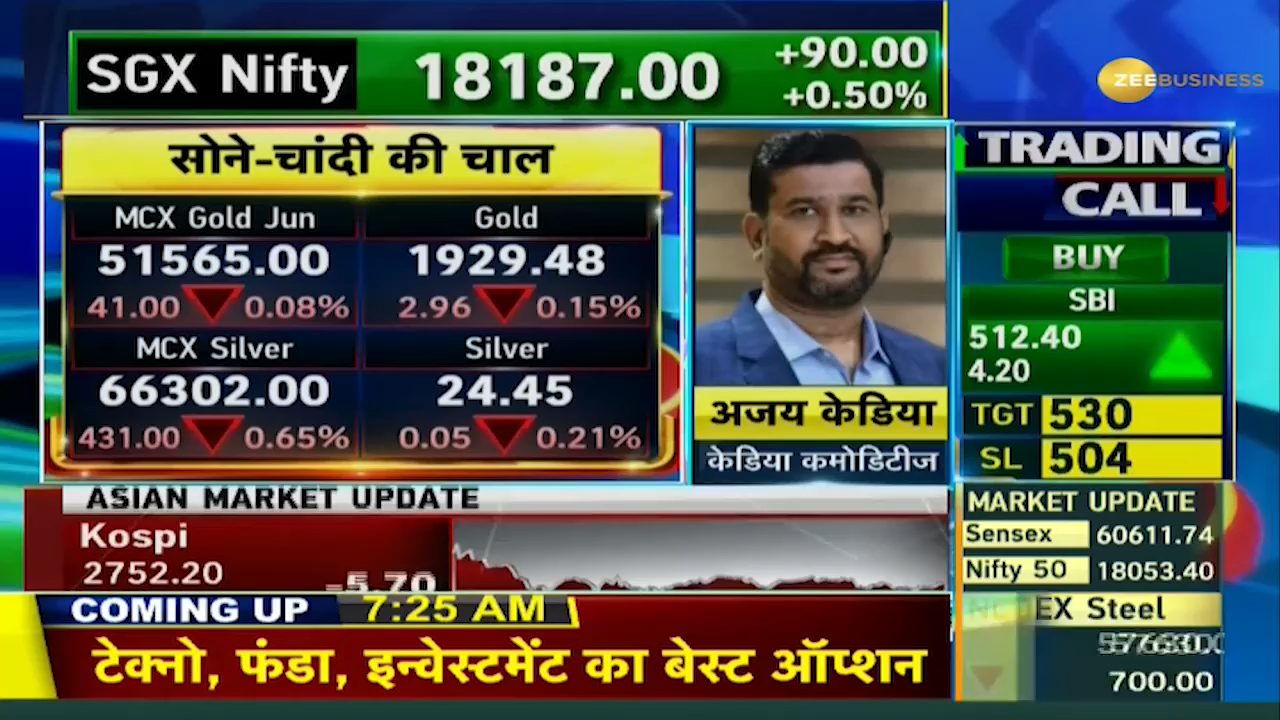 SGX Nifty 18187.00 +90.00
+0.50%
ZEEBUSINESS
सोने-चांदी की चाल
MCX Gold Jun
51565.00
41.00 0.08%
Gold
1929.48
2.96 0.15%
MCX Silver
66302.00
431.00 0.65%
Silver
24.45
0.05 0.21%
अजय केडिया
केडिया कमोडिटीज
TRADING
CALL
BUY
SBI
512.40
4.20
TGT 530
SL 504
ASIAN MARKET UPDATE
Kospi
2752.20
-5.70
MARKET UPDATE
Sensex 60611.74
Nifty 50 18053.40
Steel
700.00
COMING UP 7:25 AM
टेक्नो, फंडा, इन्वेस्टमेंट का बेस्ट ऑप्शन